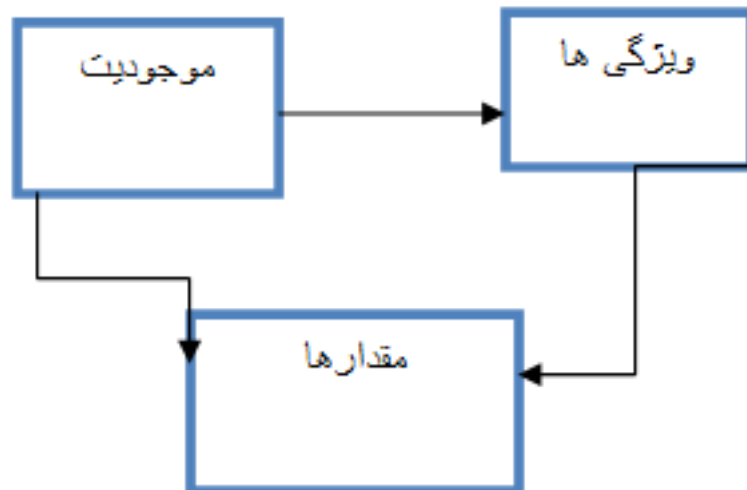 موجودیت
ویژگی ها
مقدارها